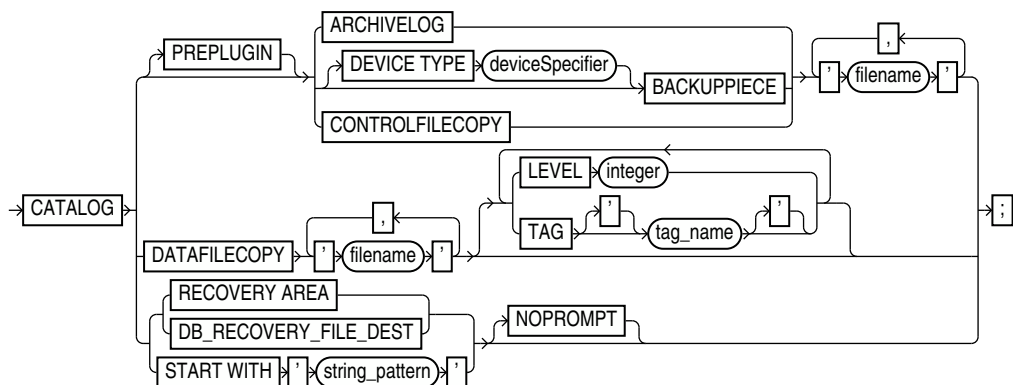 ARCHIVELOG
,
PREPLUGIN
DEVICE TYPE deviceSpecifier
' filename '
BACKUPPIECE
CONTROLFILECOPY
LEVEL integer
CATALOG
;
,
TAG ' tag_name '
DATAFILECOPY ' filename '
RECOVERY AREA
NOPROMPT
DB_RECOVERY_FILE_DEST
START WITH ' string_pattern '